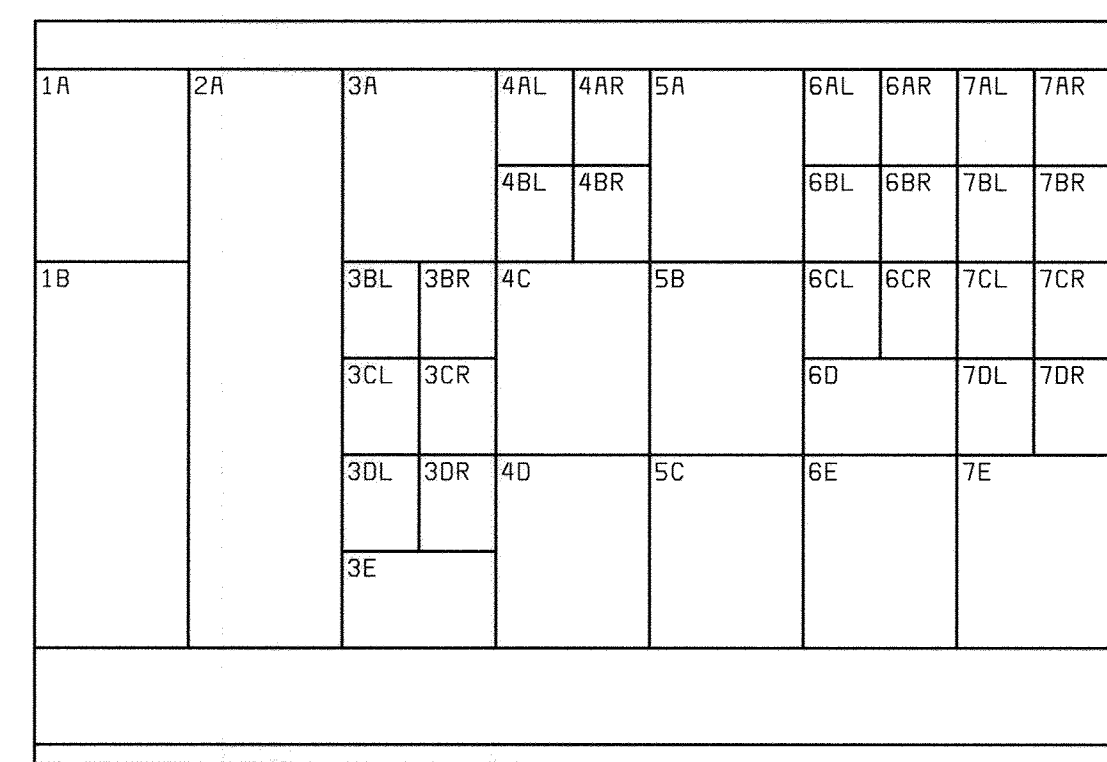 1A 2A 3A 4AL 4AR 5A 6AL 6AR 7AL 7AR
4BL 4BR 6BL 6BR 7BL 7BR
1B 3BL 3BR 4C 5B 6CL 6CR 7CL 7CR
3CL 3CR 6D 7DL 7DR
3DL 3DR 4D 5C 6E 7E
3E